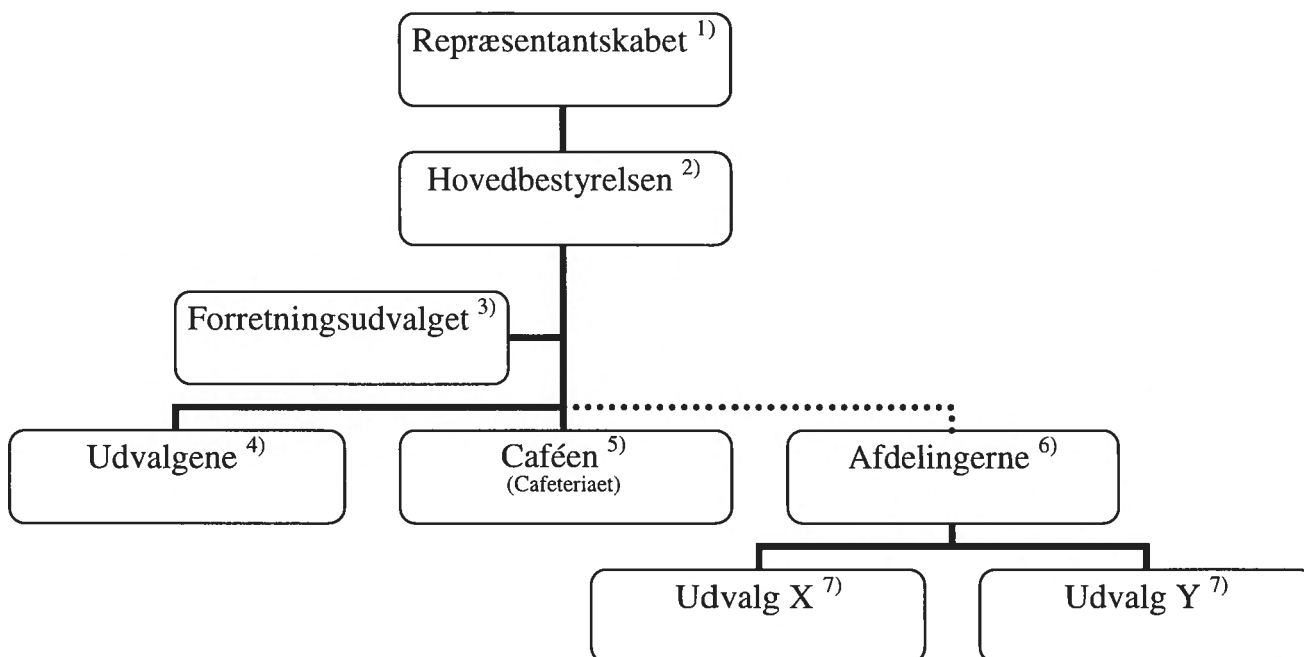 Repræsentantskabet 1)
Hovedbestyrelsen 2)
Forretningsudvalget 3)
Udvalgene 4)
Caféen 5)
(Cafeteriaet)
Afdelingerne 6)
Udvalg X 7)
Udvalg Y 7)